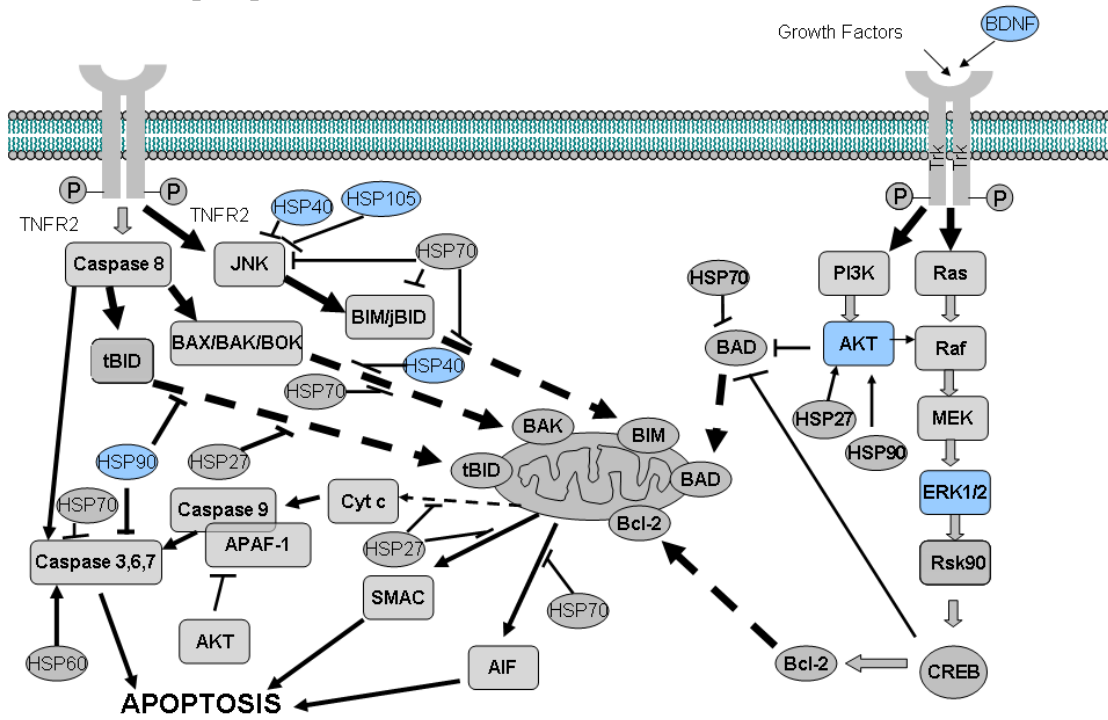 Growth Factors
BDNF
Trk
Trk
P
P
P
P
TNFR2
TNFR2
HSP40
HSP105
Caspase 8
JNK
HSP70
BIM/jBID
BAX/BAK/BOK
tBID
HSP40
HSP70
HSP70
BAD
PI3K
Ras
AKT
Raf
HSP27
HSP90
MEK
ERK1/2
Rsk90
CREB
Bcl-2
HSP90
HSP27
BAK
BIM
tBID
BAD
Bcl-2
HSP70
Caspase 9
APAF-1
Cyt c
Caspase 3,6,7
HSP27
SMAC
HSP70
AKT
HSP60
AIF
APOPTOSIS